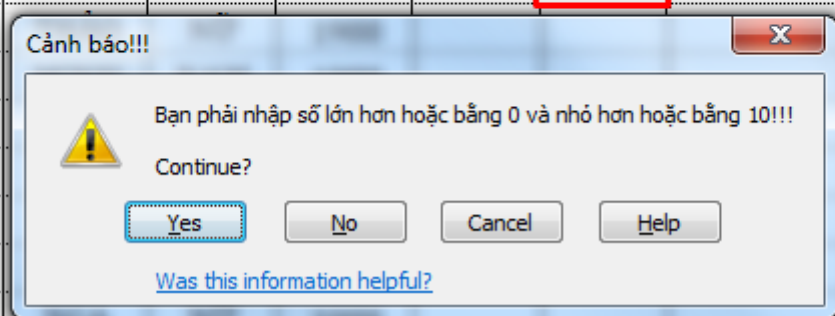 Cảnh báo!!!
Bạn phải nhập số lớn hơn hoặc bằng 0 và nhỏ hơn hoặc bằng 10!!!
Continue?
Yes No Cancel Help
Was this information helpful?